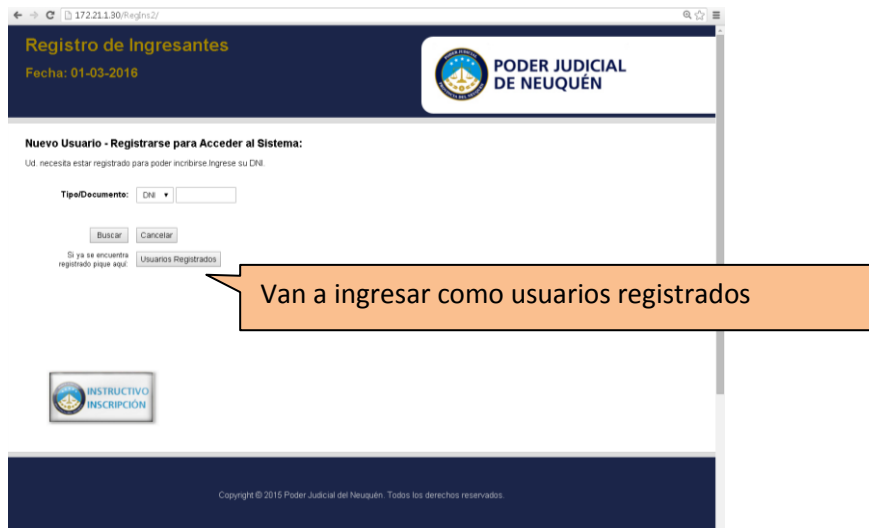 172.21.1.30/RegIns2/
Registro de Ingresantes
Fecha: 01-03-2016
PODER JUDICIAL
DE NEUQUÉN
Nuevo Usuario - Registrarse para Acceder al Sistema:
Ud. necesita estar registrado para poder incribirse.Ingrese su DNI.
Tipo/Documento: DNI
Buscar Cancelar
Si ya se encuentra
registrado pique aquí: Usuarios Registrados
Van a ingresar como usuarios registrados
INSTRUCTIVO
INSCRIPCIÓN
Copyright © 2015 Poder Judicial del Neuquén. Todos los derechos reservados.